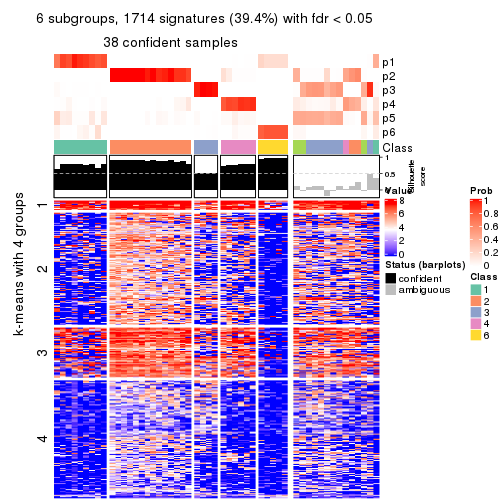 6 subgroups, 1714 signatures (39.4%) with fdr < 0.05
38 confident samples
p1
p2
p3
p4
p5
p6
Class
1
0.5
0
Silhouette
score
k-means with 4 groups
1
2
3
4
Value
8
6
4
2
0
Status (barplots)
confident
ambiguous
Prob
1
0.8
0.6
0.4
0.2
0
Class
1
2
3
4
6